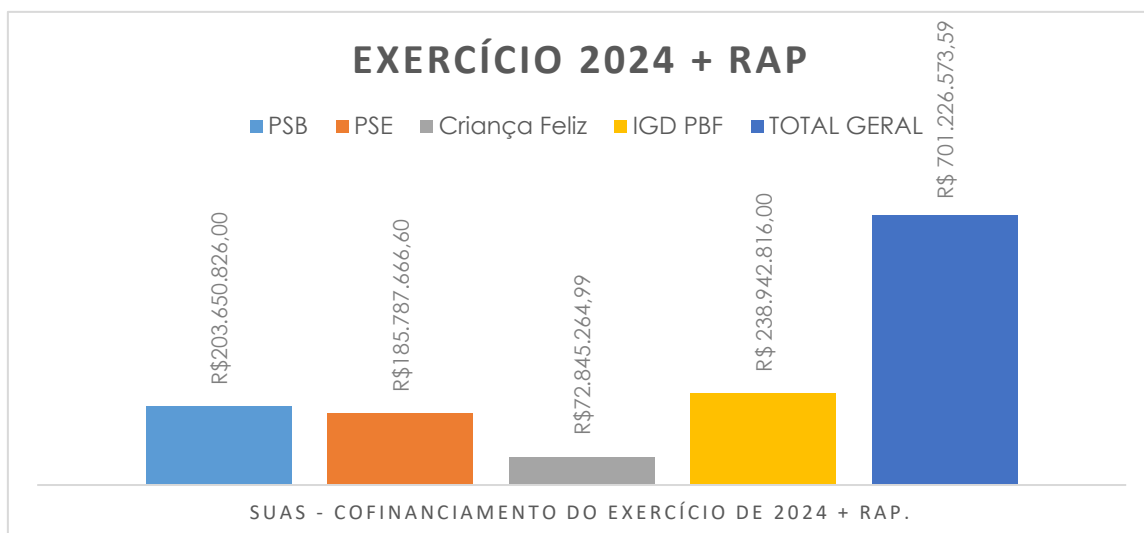 EXERCÍCIO 2024 + RAP
PSB PSE Criança Feliz IGD PBF TOTAL GERAL
R$203.650.826,00
R$185.787.666,60
R$72.845.264,99
R$ 238.942.816,00
R$ 701.226.573,59
SUAS - COFINANCIAMENTO DO EXERCÍCIO DE 2024 + RAP.